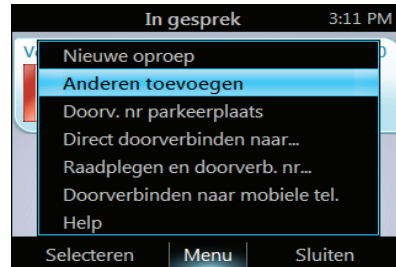 In gesprek 3:11 PM
Nieuwe oproep
Anderen toevoegen
Doorv. nr parkeerplaats
Direct doorverbinden naar...
Raadplegen en doorverb. nr...
Doorverbinden naar mobiele tel.
Help
Selecteren Menu Sluiten